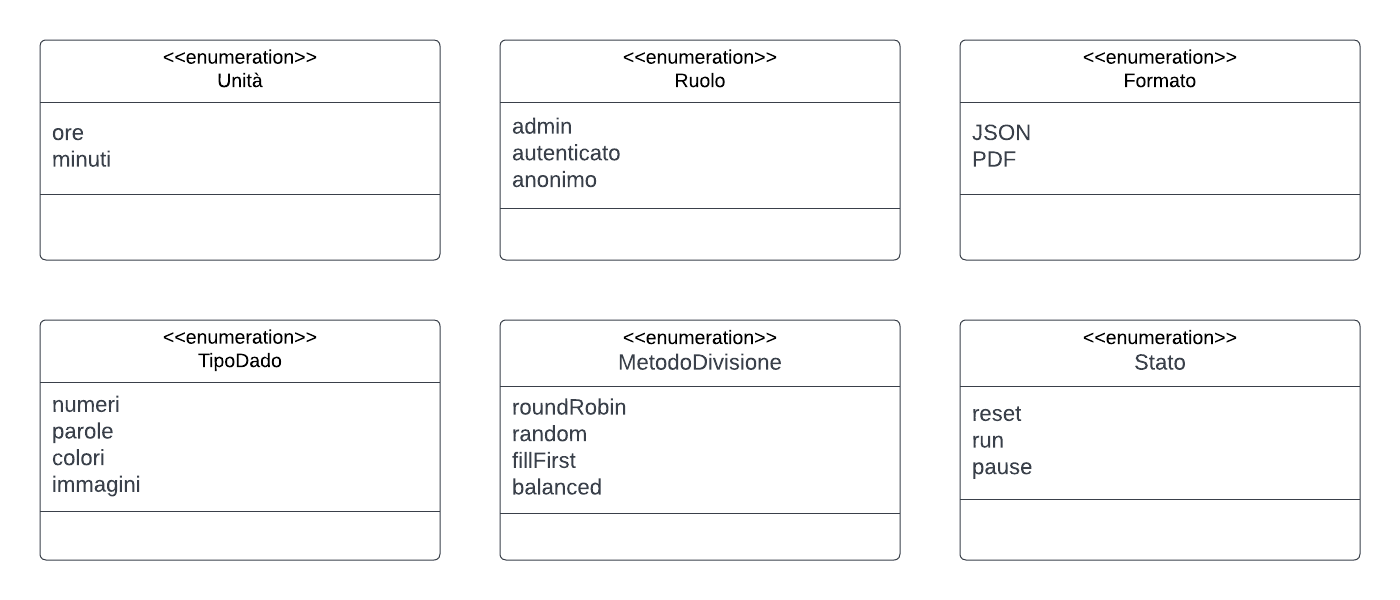 <<enumeration>>
Unità
ore
minuti
<<enumeration>>
Ruolo
admin
autenticato
anonimo
<<enumeration>>
Formato
JSON
PDF
<<enumeration>>
TipoDado
numeri
parole
colori
immagini
<<enumeration>>
MetodoDivisione
roundRobin
random
fillFirst
balanced
<<enumeration>>
Stato
reset
run
pause